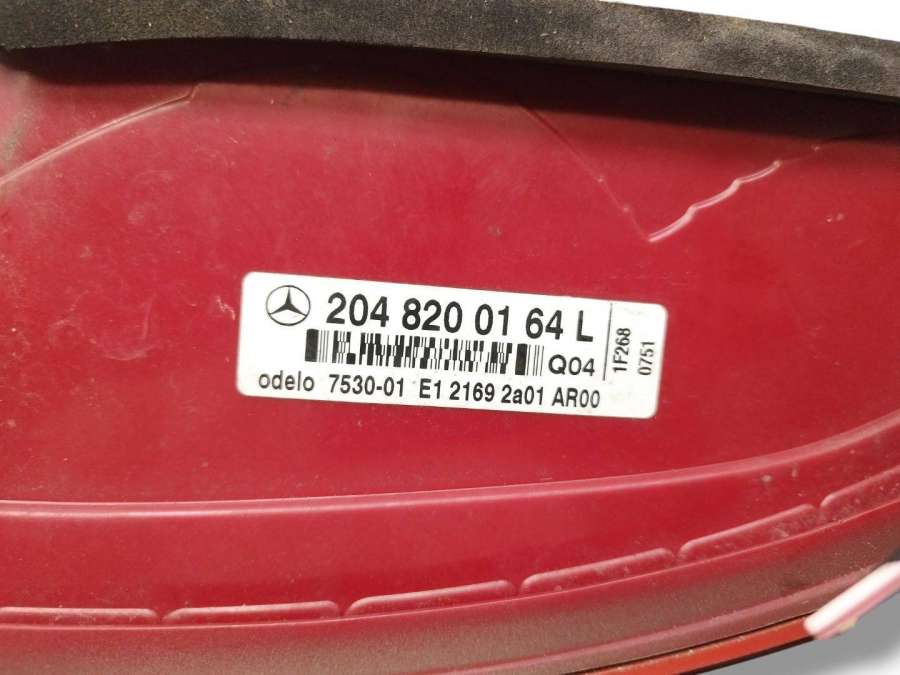 204 820 01 64 L
Q04
odelo 7530-01 E1 2169 2a01 AR00
1F268
0751